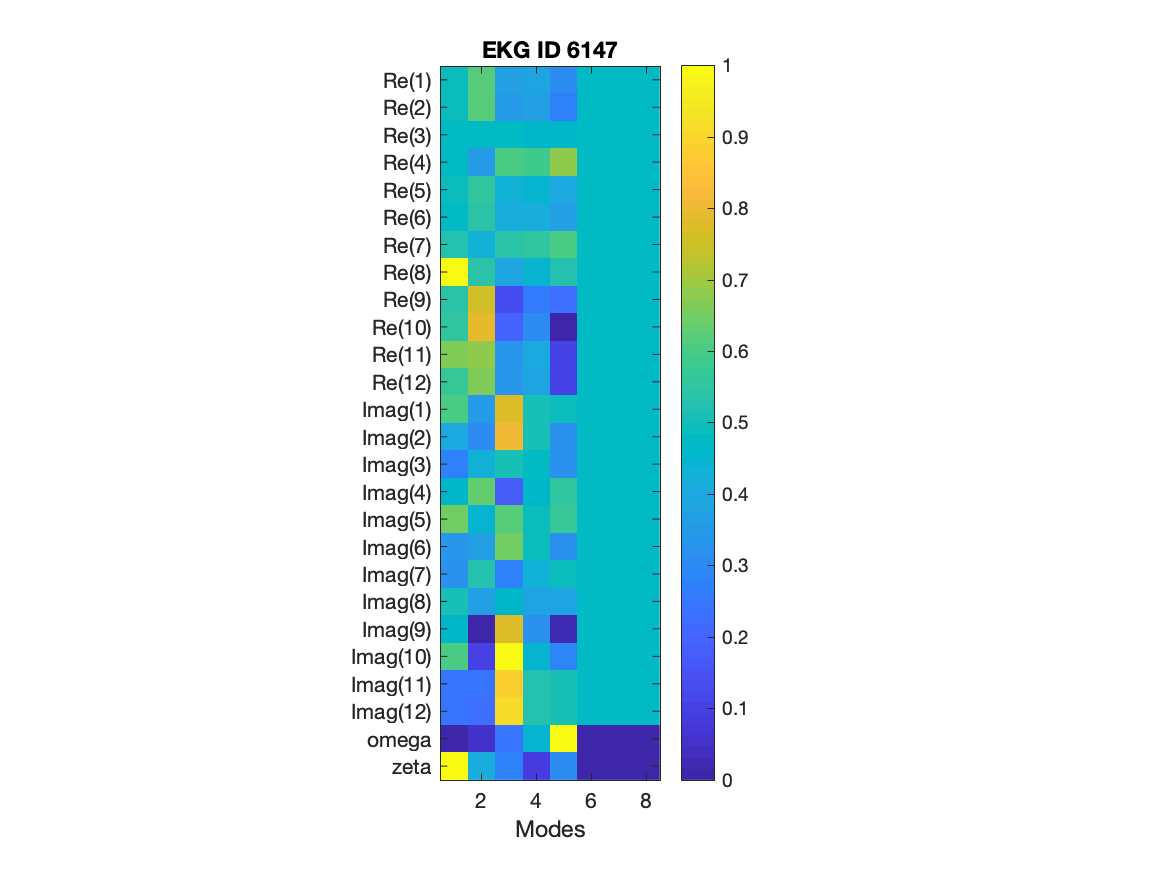 EKG ID 6147
Re(1)
Re(2)
Re(3)
Re(4)
Re(5)
Re(6)
Re(7)
Re(8)
Re(9)
Re(10)
Re(11)
Re(12)
Imag(1)
Imag(2)
Imag(3)
Imag(4)
Imag(5)
Imag(6)
Imag(7)
Imag(8)
Imag(9)
Imag(10)
Imag(11)
Imag(12)
omega
zeta
2 4 6 8
Modes
1
0.9
0.8
0.7
0.6
0.5
0.4
0.3
0.2
0.1
0